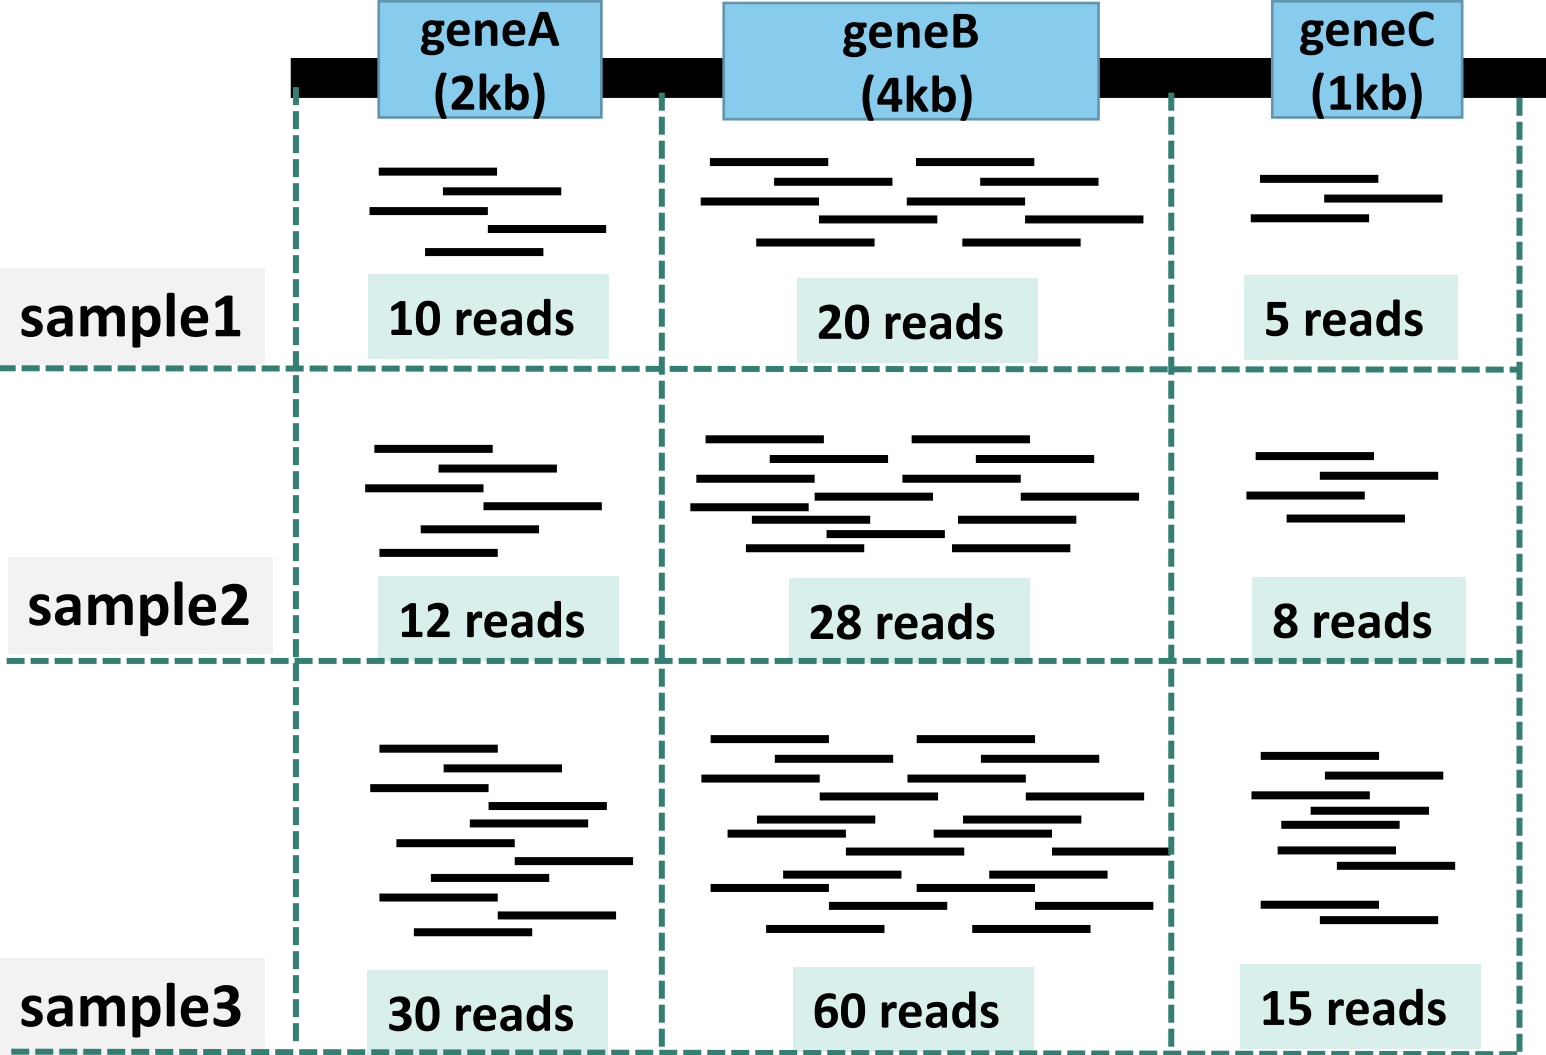 geneA
(2kb)
geneB
(4kb)
geneC
(1kb)
sample1
10 reads
20 reads
5 reads
sample2
12 reads
28 reads
8 reads
sample3
30 reads
60 reads
15 reads